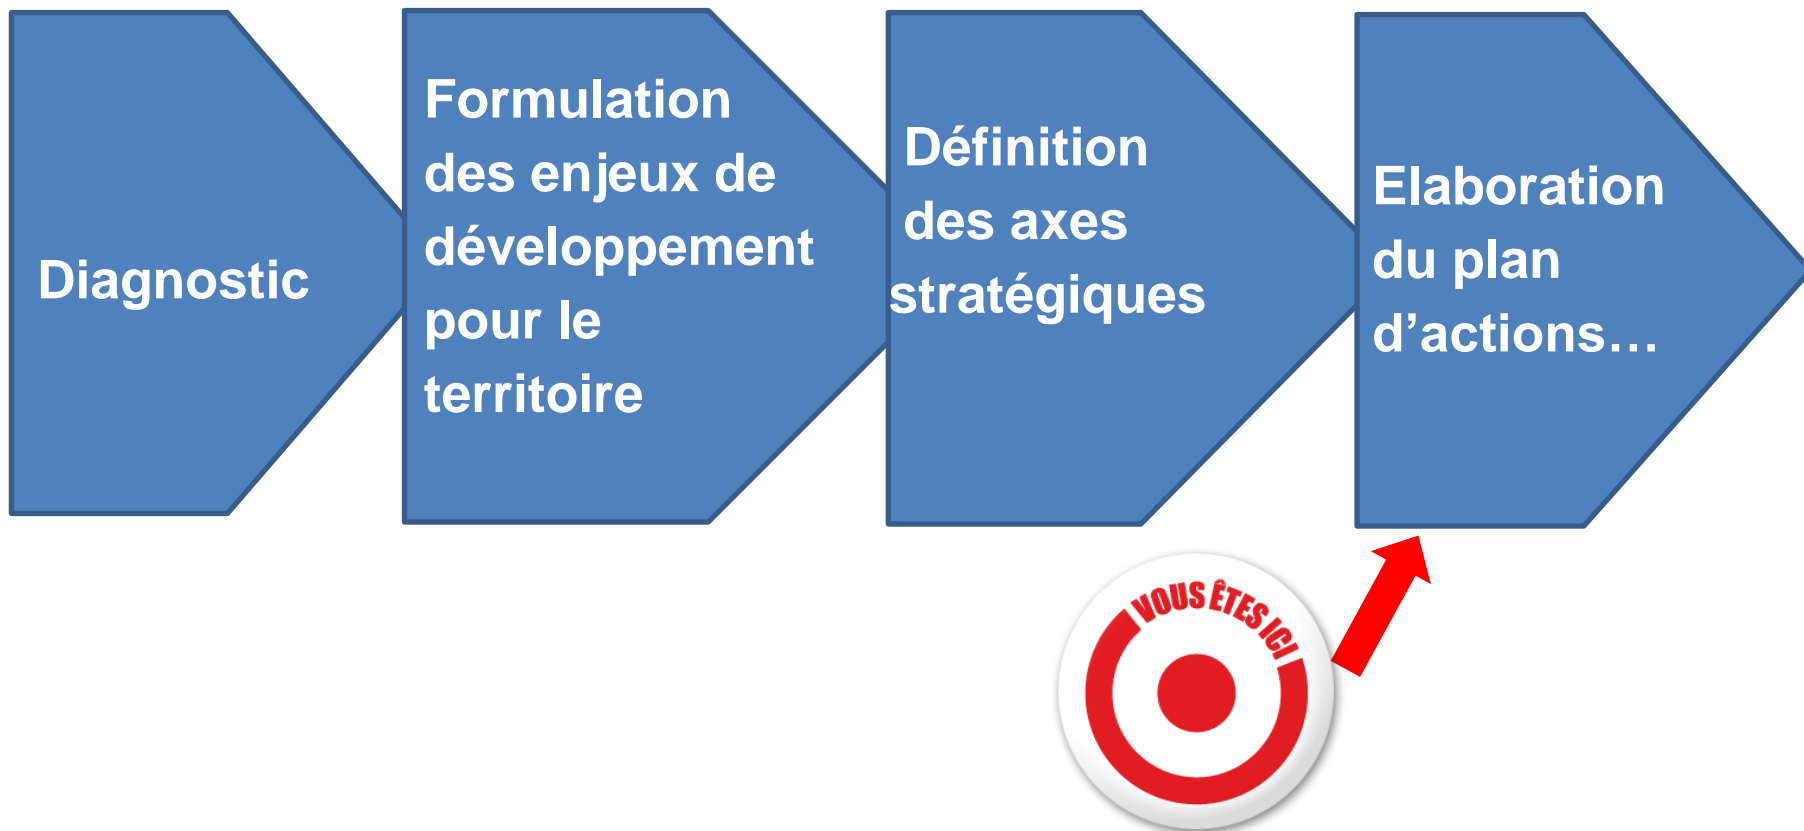 Diagnostic
Formulation
des enjeux de
développement
pour le
territoire
Définition
des axes
stratégiques
Elaboration
du plan
d’actions…
VOUS ÊTES ICI